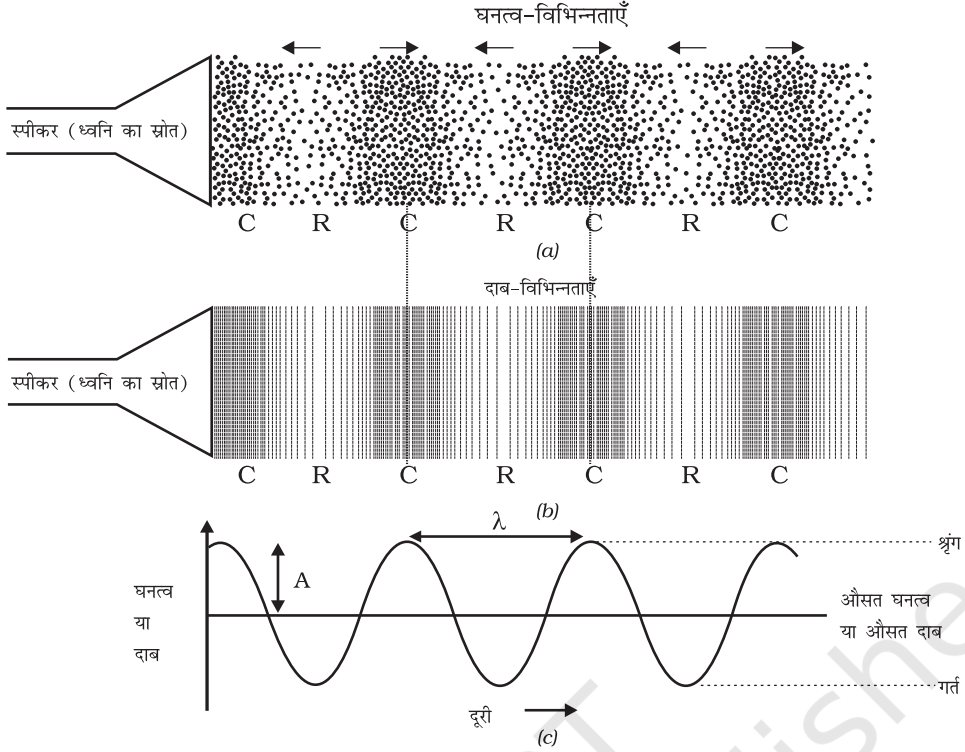 घनत्व-विभिन्नताएँ
स्पीकर (ध्वनि का स्रोत)
C R C R C R C
(a)
दाब-विभिन्नताएँ
स्पीकर (ध्वनि का स्रोत)
C R C R C R C
(b)
λ
श्रृंग
A
घनत्व
या
दाब
औसत घनत्व
या औसत दाब
गर्त
दूरी
(c)